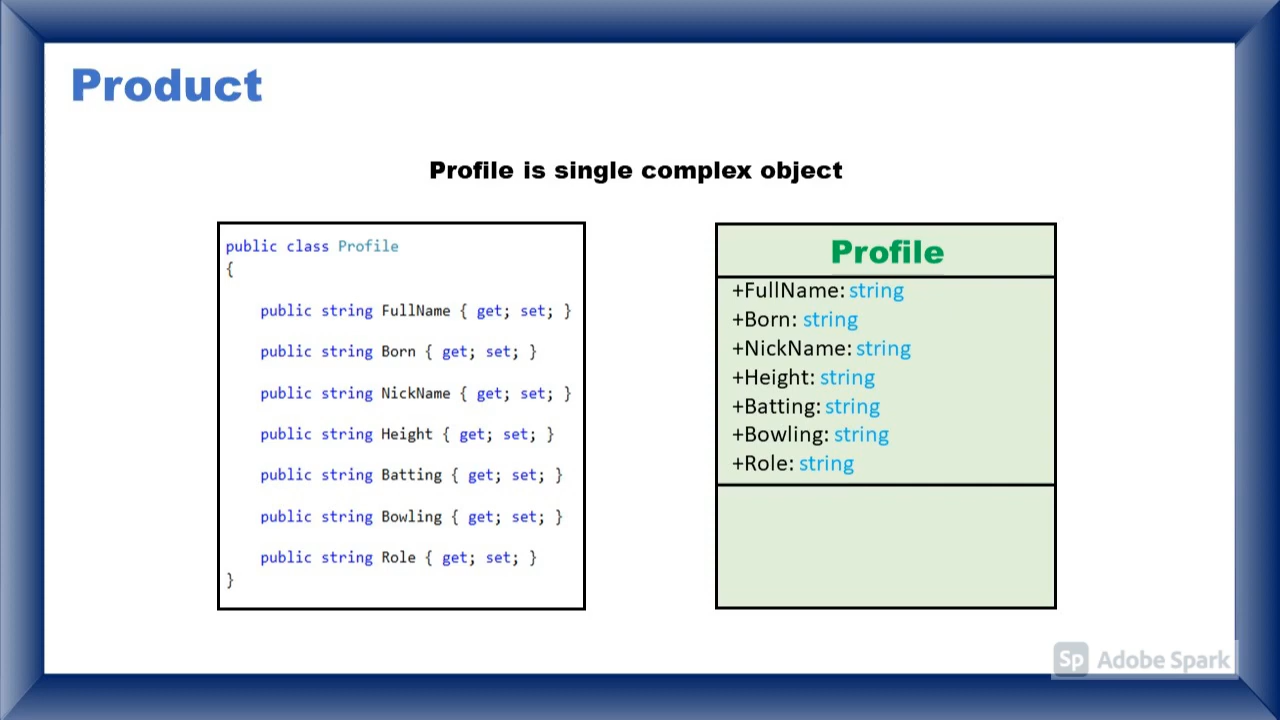 Product
Profile is single complex object
public class Profile
{
public string FullName { get; set; }
public string Born { get; set; }
public string NickName { get; set; }
public string Height { get; set; }
public string Batting { get; set; }
public string Bowling { get; set; }
public string Role { get; set; }
}
Profile
+FullName: string
+Born: string
+NickName: string
+Height: string
+Batting: string
+Bowling: string
+Role: string
Sp Adobe Spark